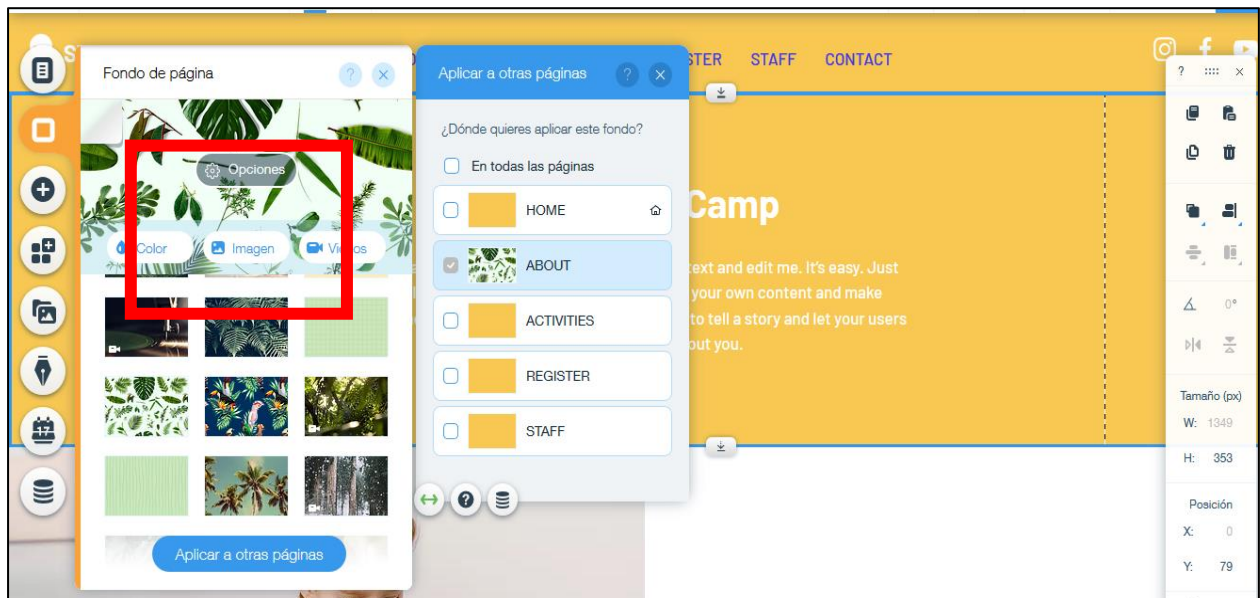 STER STAFF CONTACT
Fondo de página ? ×
Aplicar a otras páginas ? ×
? ×
¿Dónde quieres aplicar este fondo?
En todas las páginas
Opciones
HOME
Camp
Color Imagen Videos
ABOUT
text and edit me. It's easy. Just
your own content and make
ACTIVITIES
to tell a story and let your users
out you.
0°
REGISTER
Tamaño (px)
W: 1349
17
STAFF
H: 353
?
Posición
X: 0
Aplicar a otras páginas
Y: 79